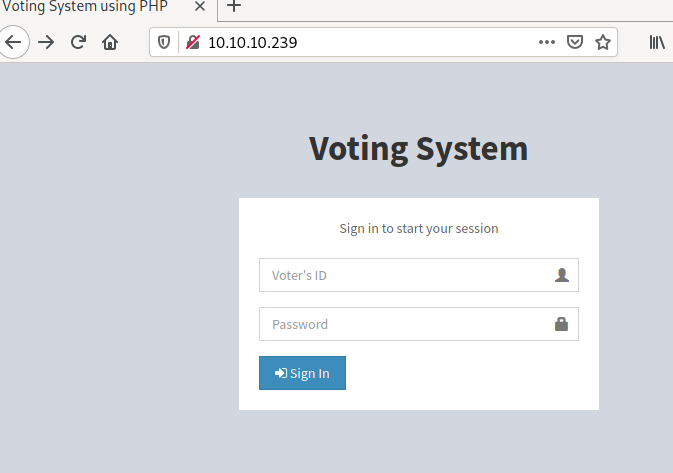 Voting System using PHP
10.10.10.239
Voting System
Sign in to start your session
Voter's ID
Password
Sign In